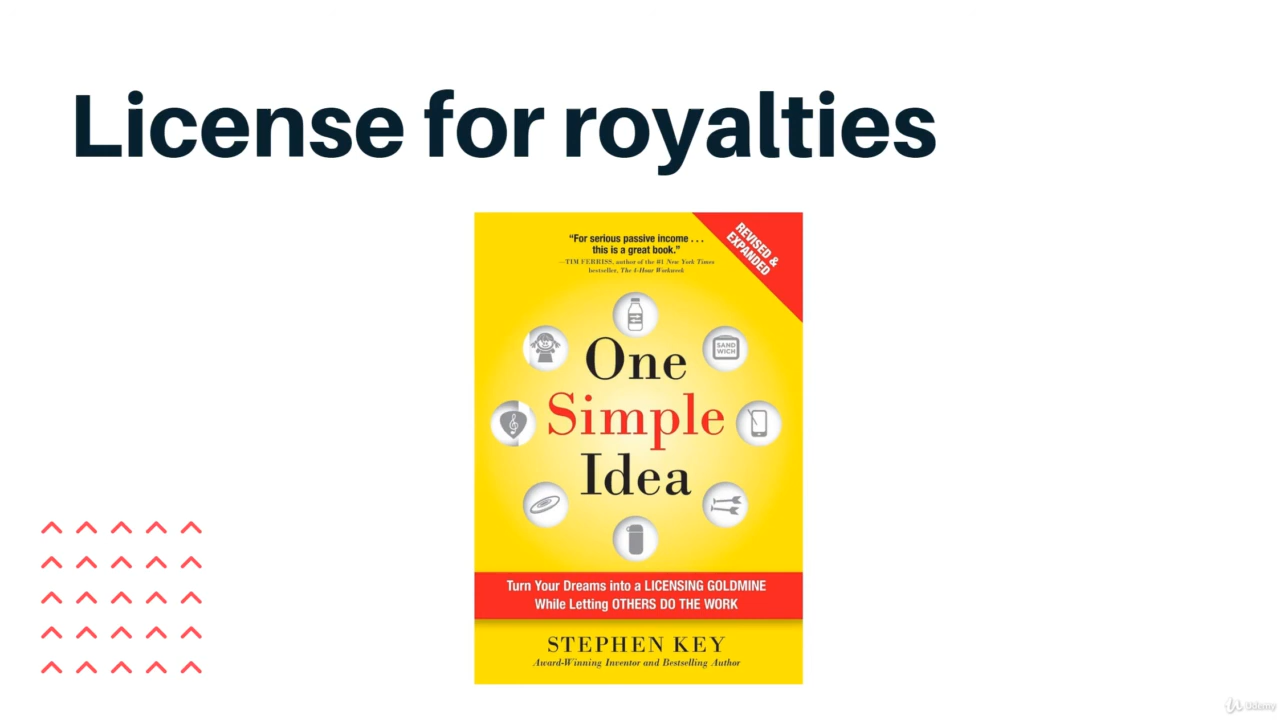 License for royalties
“For serious passive income . . .
this is a great book.”
—TIM FERRISS, author of the #1 New York Times
bestseller, The 4-Hour Workweek
REVISED &
EXPANDED
SAND
WICH
One
Simple
Idea
Turn Your Dreams into a LICENSING GOLDMINE
While Letting OTHERS DO THE WORK
STEPHEN KEY
Award-Winning Inventor and Bestselling Author
Udemy